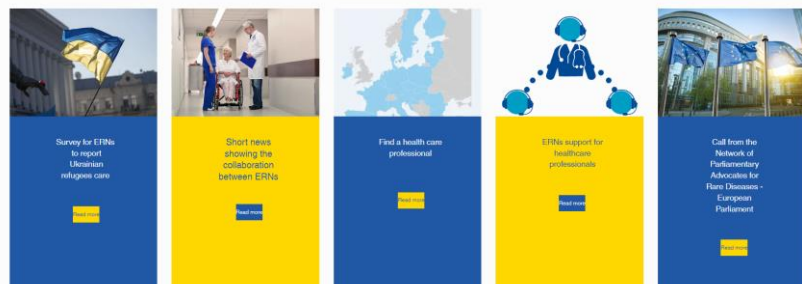 Survey for ERNs
to report
Ukrainian
refugees care
Read more
Short news
showing the
collaboration
between ERNs
Read more
Find a health care
professional
Read more
ERNs support for
healthcare
professionals
Read more
Call from the
Network of
Parliamentary
Advocates for
Rare Diseases -
European
Parliament
Read more